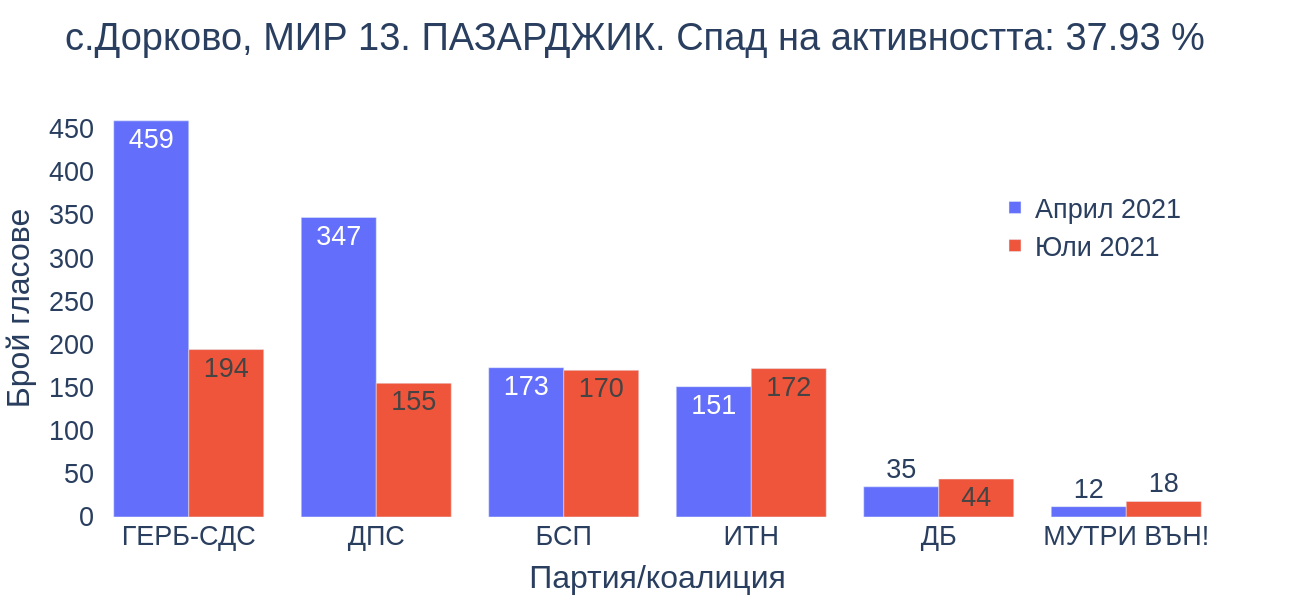 с.Дорково, МИР 13. ПАЗАРДЖИК. Спад на активността: 37.93 %
Брой гласове
450
400
350
300
250
200
150
100
50
0
459
194
347
155
173
170
151
172
35
44
12
18
Април 2021
Юли 2021
ГЕРБ-СДС
ДПС
БСП
ИТН
ДБ
МУТРИ ВЪН!
Партия/коалиция